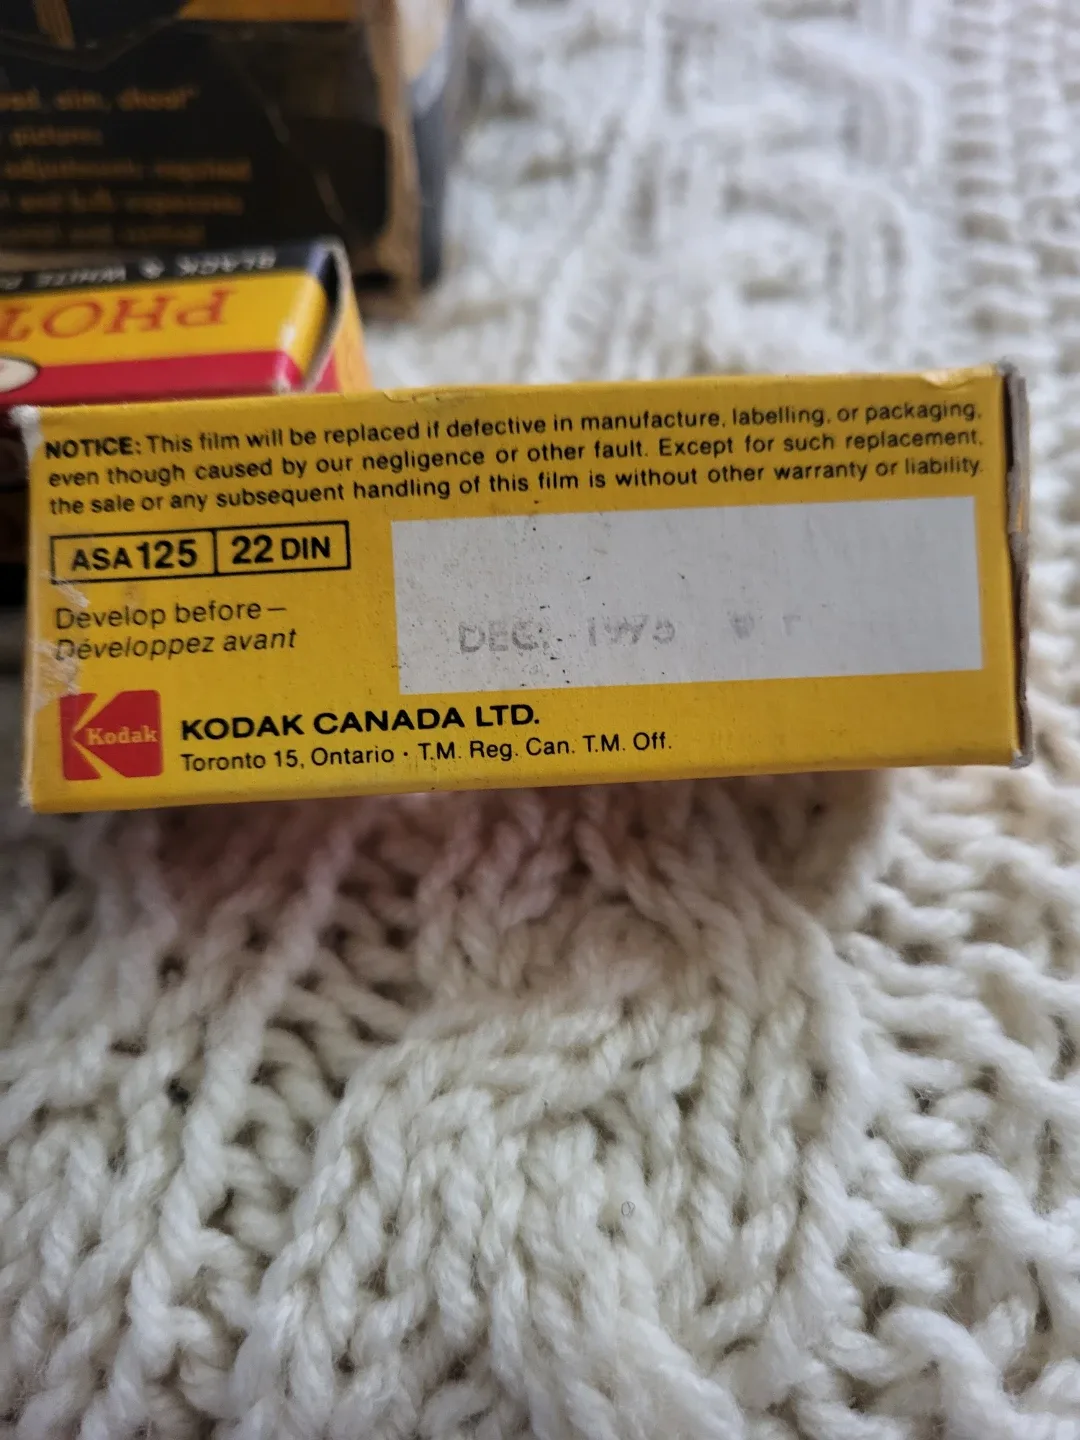 BLACK & WHITE
PHOT
NOTICE: This film will be replaced if defective in manufacture, labelling, or packaging,
even though caused by our negligence or other fault. Except for such replacement,
the sale or any subsequent handling of this film is without other warranty or liability.
ASA 125 22 DIN
Develop before—
Développez avant
DEC. 1975
Kodak
KODAK CANADA LTD.
Toronto 15, Ontario · T.M. Reg. Can. T.M. Off.